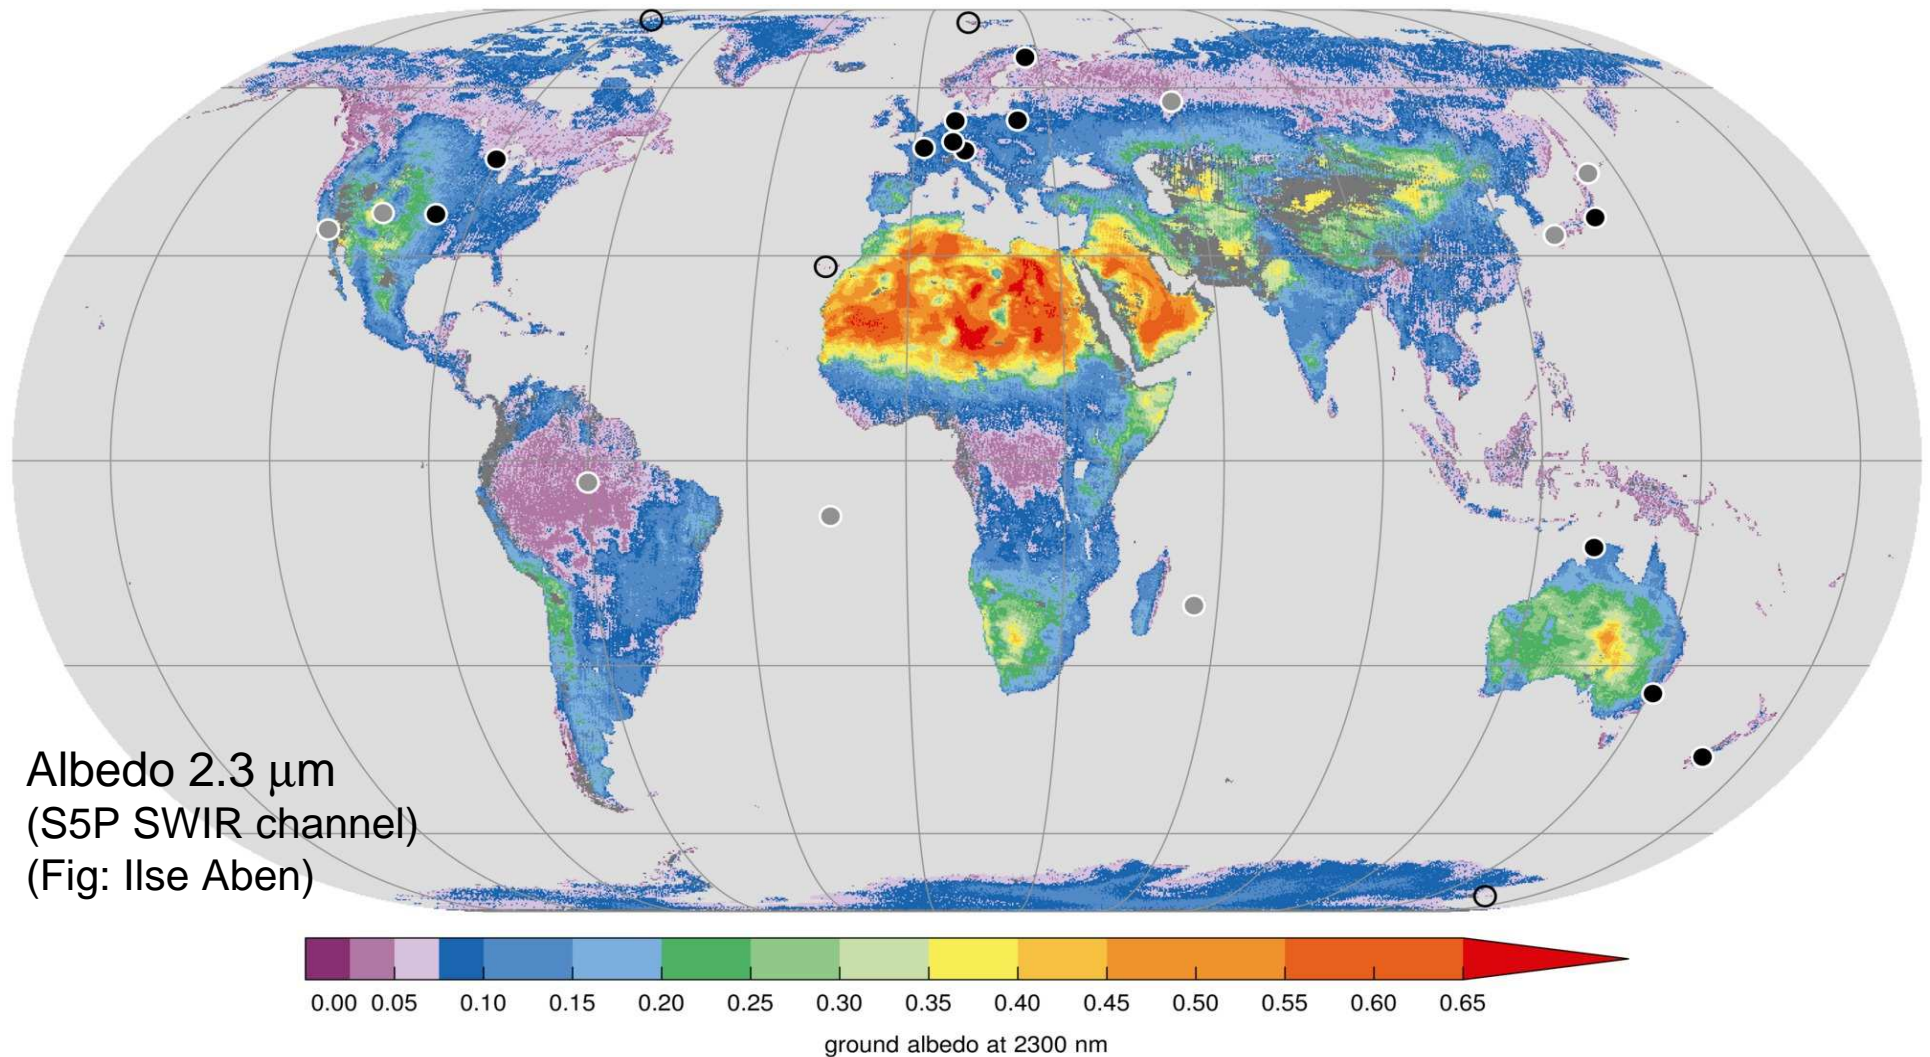 Albedo 2.3 μm
(S5P SWIR channel)
(Fig: Ilse Aben)
0.00 0.05 0.10 0.15 0.20 0.25 0.30 0.35 0.40 0.45 0.50 0.55 0.60 0.65
ground albedo at 2300 nm